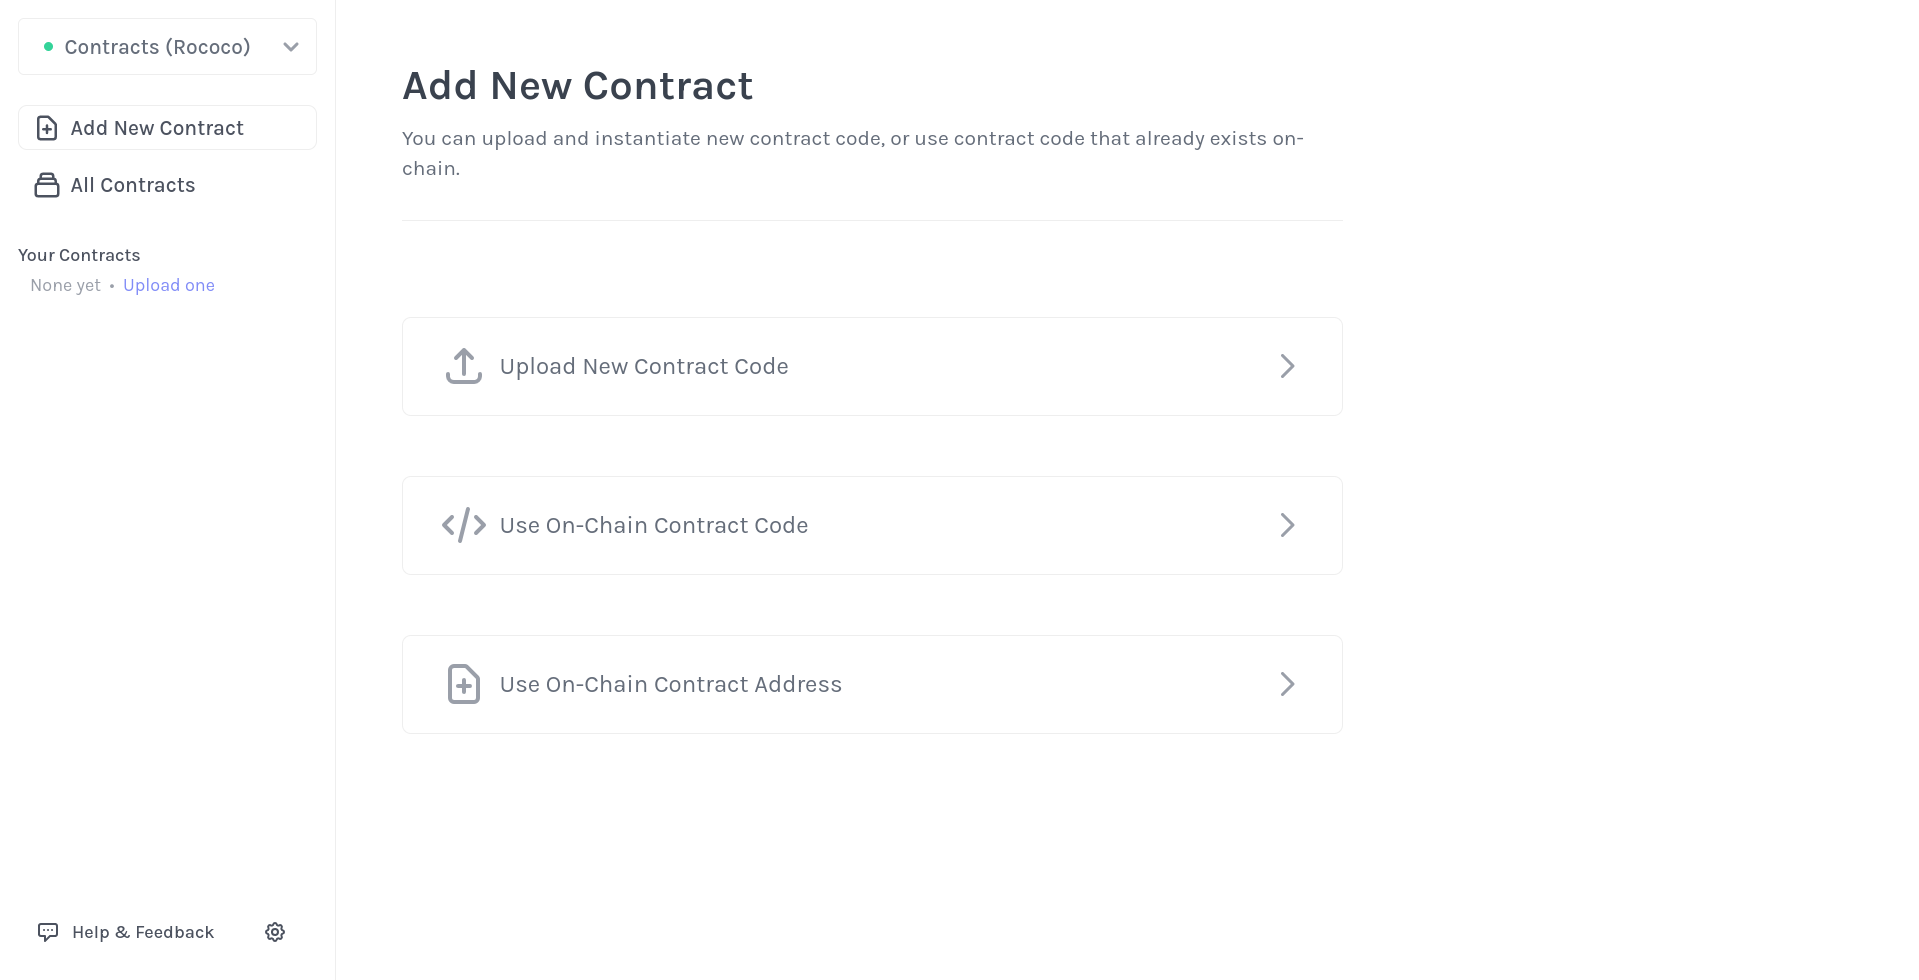 Contracts (Rococo)
Add New Contract
All Contracts
Your Contracts
None yet • Upload one
Help & Feedback
Add New Contract
You can upload and instantiate new contract code, or use contract code that already exists on-
chain.
Upload New Contract Code
Use On-Chain Contract Code
Use On-Chain Contract Address